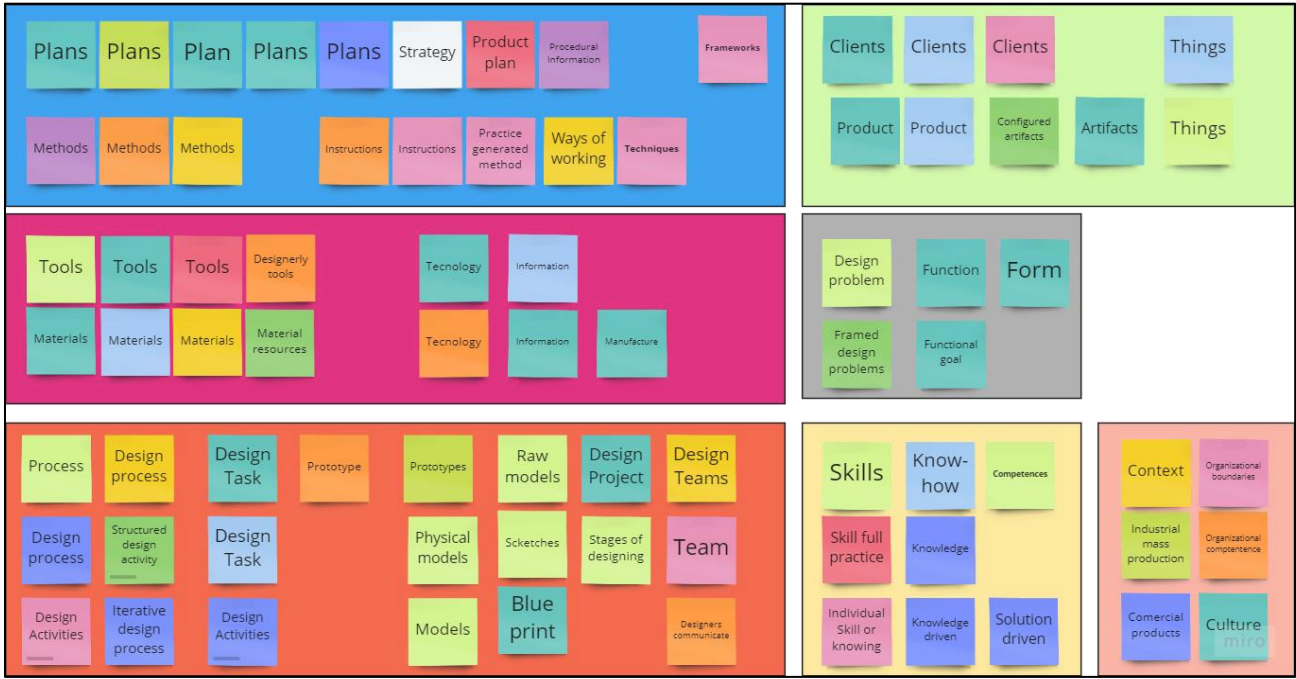 Plans
Plans
Plan
Plans
Plans
Strategy
Product
plan
Procedural
Information
Frameworks
Methods
Methods
Methods
Instructions
Instructions
Practice
generated
method
Ways of
working
Techniques
Clients
Clients
Clients
Things
Product
Product
Configured
artifacts
Artifacts
Things
Tools
Tools
Tools
Designerly
tools
Tecnology
Information
Materials
Materials
Materials
Material
resources
Tecnology
Information
Manufacture
Design
problem
Function
Form
Framed
design
problems
Functional
goal
Process
Design
process
Design
Task
Prototype
Prototypes
Raw
models
Design
Project
Design
Teams
Design
process
Structured
design
activity
Design
Task
Physical
models
Scketches
Stages of
designing
Team
Design
Activities
Iterative
design
process
Design
Activities
Models
Blue
print
Designers
communicate
Skills
Know-
how
Competences
Skill full
practice
Knowledge
Individual
Skill or
knowing
Knowledge
driven
Solution
driven
Context
Organizational
boundaries
Industrial
mass
production
Organizational
comptentence
Comercial
products
Culture
miro